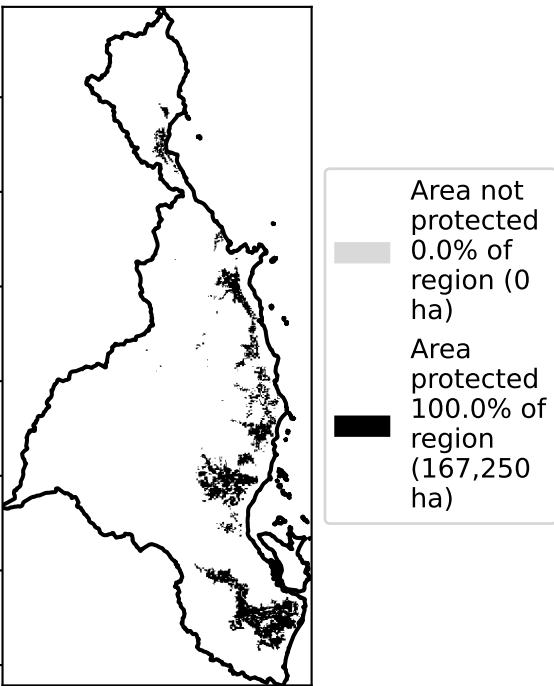 Area not
protected
0.0% of
region (0
ha)
Area
protected
100.0% of
region
(167,250
ha)